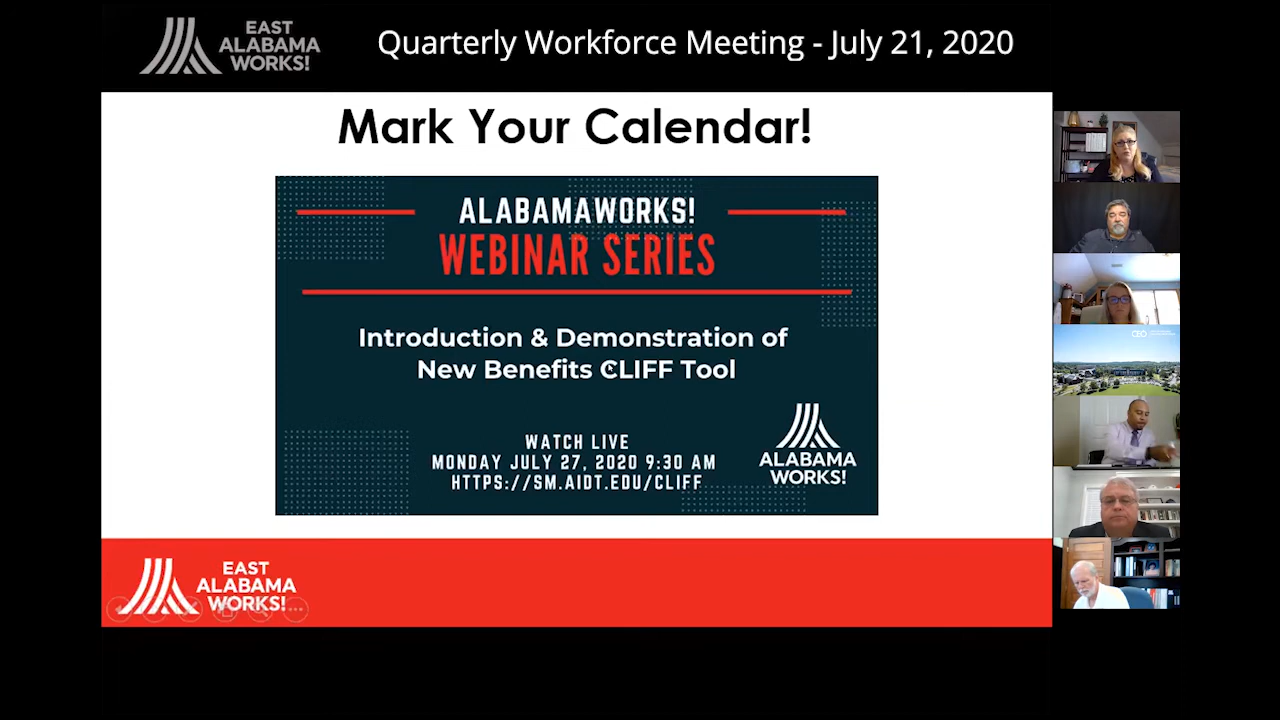 EAST
ALABAMA
WORKS!
Quarterly Workforce Meeting - July 21, 2020
Mark Your Calendar!
ALABAMAWORKS!
WEBINAR SERIES
Introduction & Demonstration of
New Benefits CLIFF Tool
WATCH LIVE
MONDAY JULY 27, 2020 9:30 AM
HTTPS://SM.AIDT.EDU/CLIFF
ALABAMA
WORKS!
EAST
ALABAMA
WORKS!
CEO